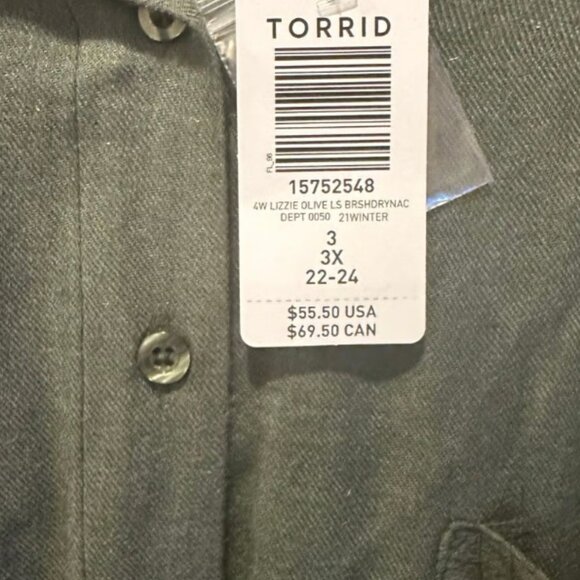 TORRID
FL_98
15752548
4W LIZZIE OLIVE LS BRSHDRYNAC
DEPT 0050 21WINTER
3
3X
22-24
$55.50 USA
$69.50 CAN